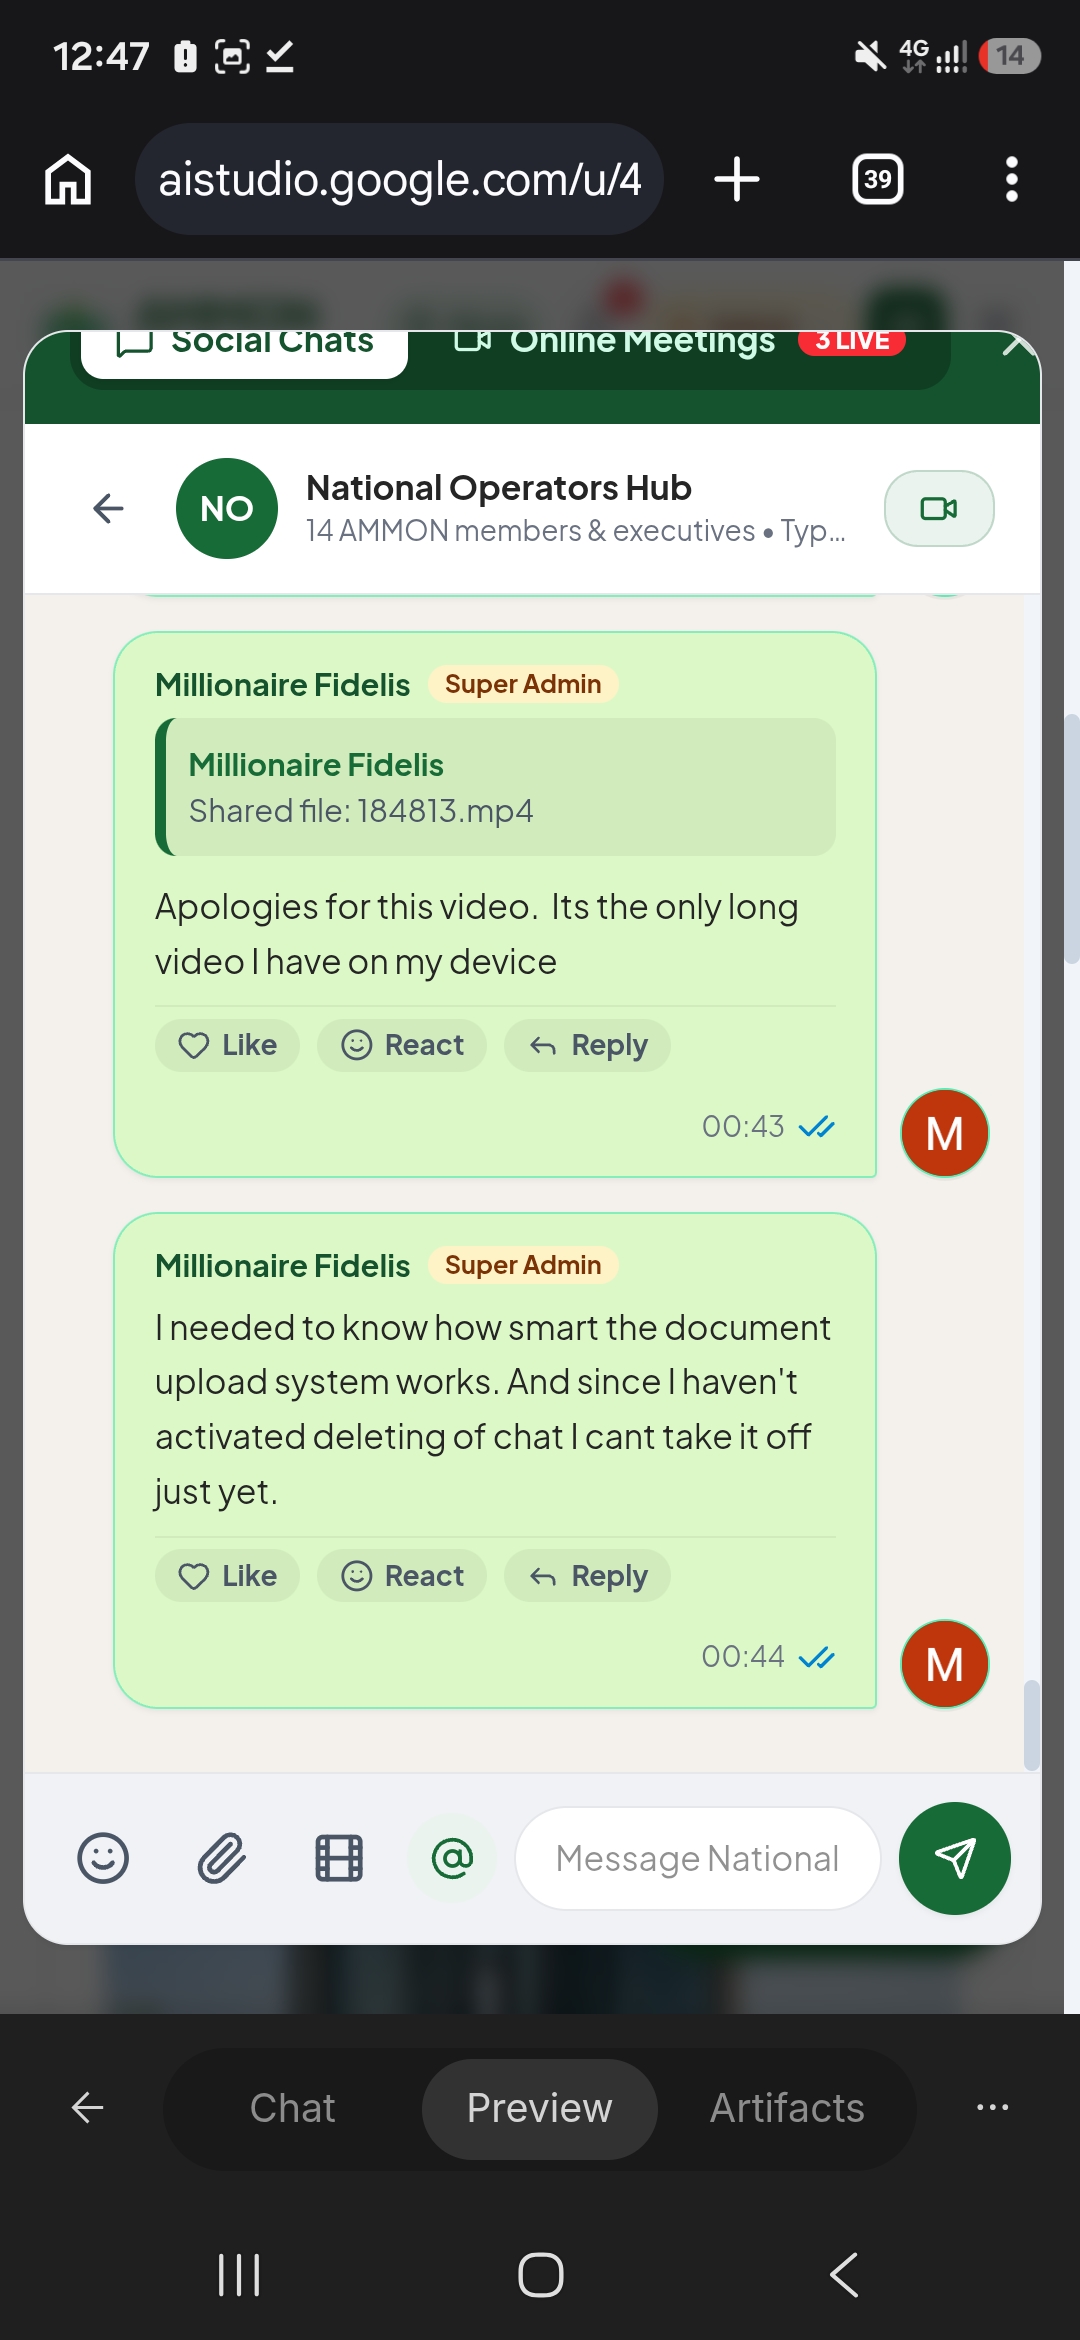 12:47
4G
14
aistudio.google.com/u/4
39
Social Chats
Online Meetings
3 LIVE
NO
National Operators Hub
14 AMMON members & executives • Typ...
Millionaire Fidelis
Super Admin
Millionaire Fidelis
Shared file: 184813.mp4
Apologies for this video.  Its the only long
video I have on my device
Like
React
Reply
00:43
M
Millionaire Fidelis
Super Admin
I needed to know how smart the document
upload system works. And since I haven't
activated deleting of chat I cant take it off
just yet.
Like
React
Reply
00:44
M
@
Message National
Chat
Preview
Artifacts